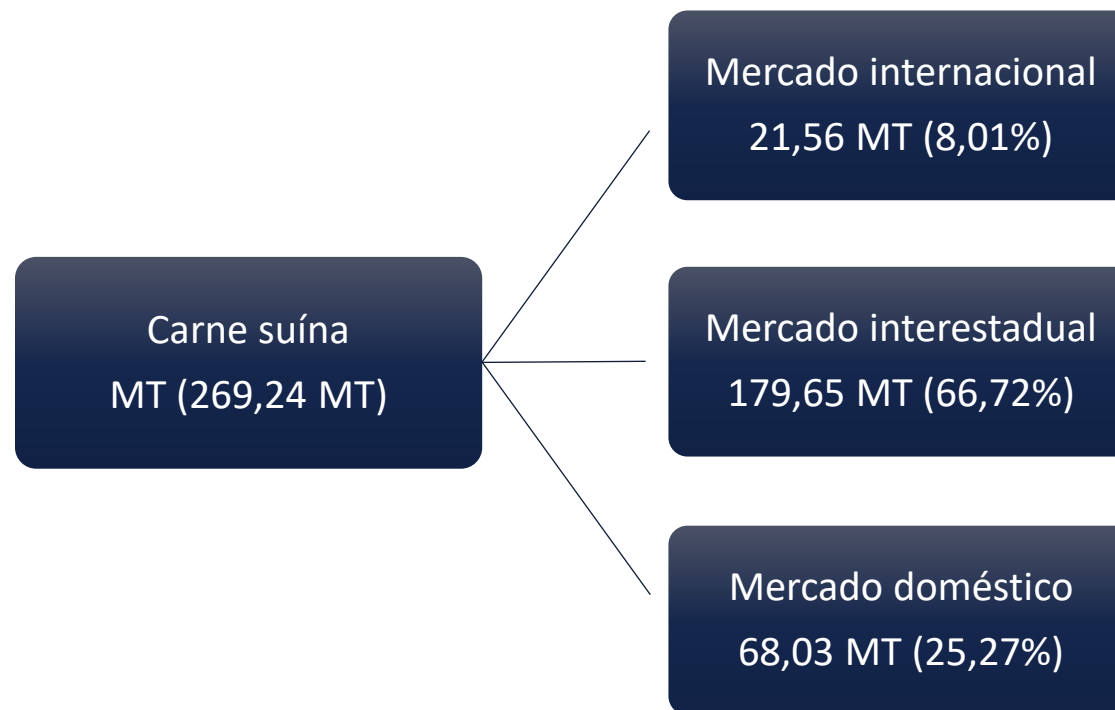 Mercado internacional
21,56 MT (8,01%)
Carne suína
MT (269,24 MT)
Mercado interestadual
179,65 MT (66,72%)
Mercado doméstico
68,03 MT (25,27%)